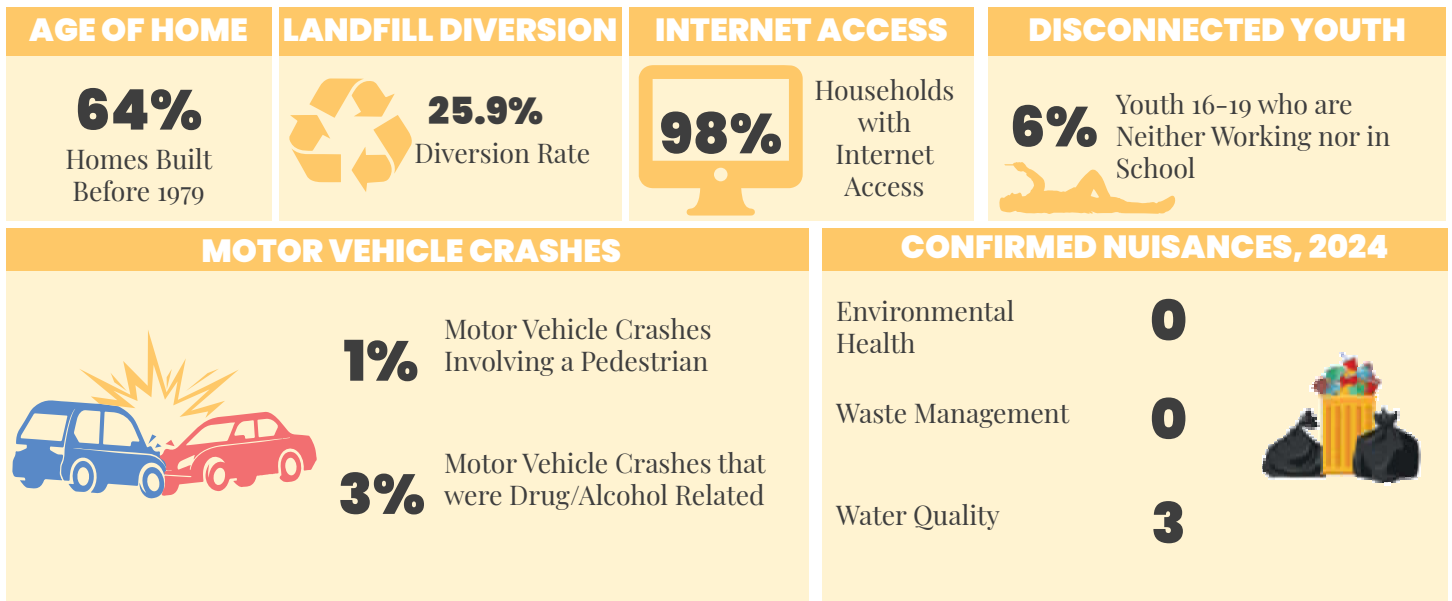 AGE OF HOME
64%
Homes Built
Before 1979
LANDFILL DIVERSION
25.9%
Diversion Rate
INTERNET ACCESS
98%
Households
with
Internet
Access
DISCONNECTED YOUTH
6%
Youth 16-19 who are
Neither Working nor in
School
MOTOR VEHICLE CRASHES
1%
Motor Vehicle Crashes
Involving a Pedestrian
3%
Motor Vehicle Crashes that
were Drug/Alcohol Related
CONFIRMED NUISANCES, 2024
Environmental
Health
0
Waste Management
0
Water Quality
3